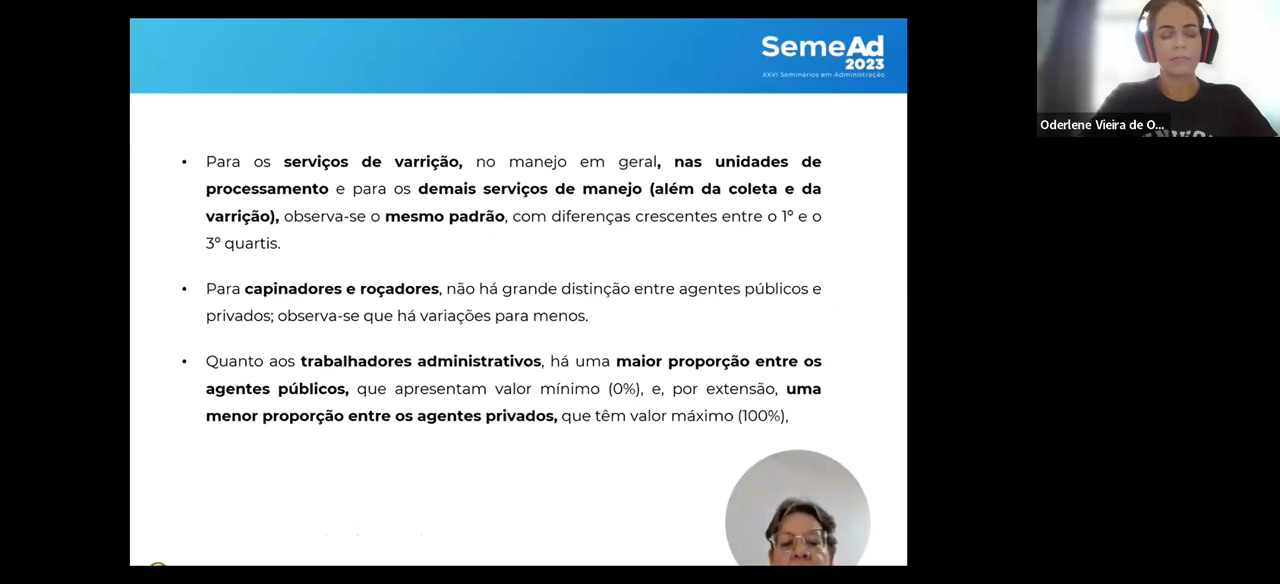 SemeAd
2023
XXVI Seminários em Administração
Oderlene Vieira de O...
• Para os serviços de varrição, no manejo em geral, nas unidades de
processamento e para os demais serviços de manejo (além da coleta e da
varrição), observa-se o mesmo padrão, com diferenças crescentes entre o 1º e o
3º quartis.
• Para capinadores e roçadores, não há grande distinção entre agentes públicos e
privados; observa-se que há variações para menos.
• Quanto aos trabalhadores administrativos, há uma maior proporção entre os
agentes públicos, que apresentam valor mínimo (0%), e, por extensão, uma
menor proporção entre os agentes privados, que têm valor máximo (100%),